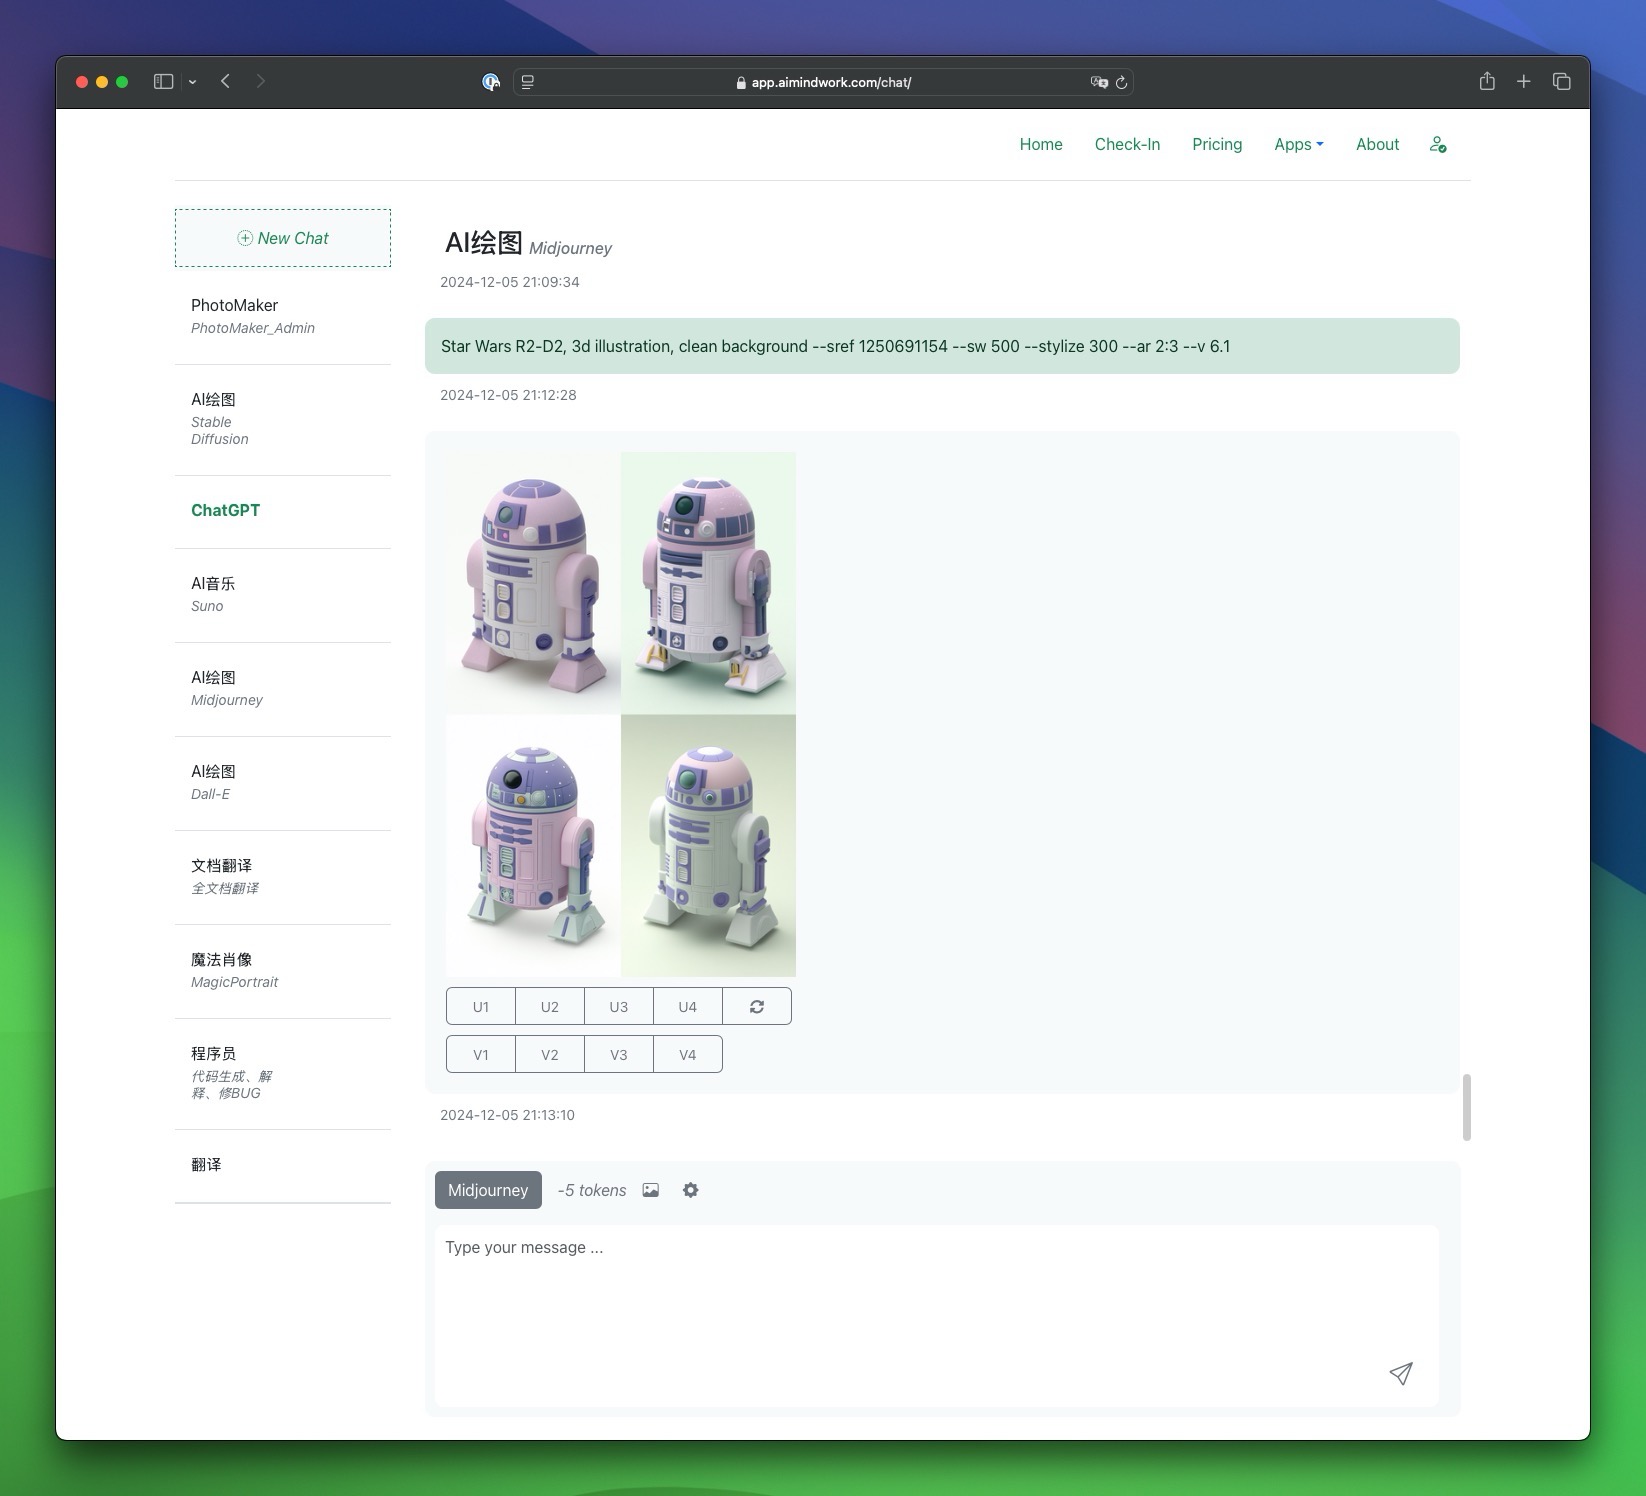 app.aimindwork.com/chat/
Home Check-In Pricing Apps About
New Chat
PhotoMaker
PhotoMaker_Admin
AI绘图
Stable
Diffusion
ChatGPT
AI音乐
Suno
AI绘图
Midjourney
AI绘图
Dall-E
文档翻译
全文档翻译
魔法肖像
MagicPortrait
程序员
代码生成、解
释、修BUG
翻译
AI绘图 Midjourney
2024-12-05 21:09:34
Star Wars R2-D2, 3d illustration, clean background --sref 1250691154 --sw 500 --stylize 300 --ar 2:3 --v 6.1
2024-12-05 21:12:28
U1 U2 U3 U4
V1 V2 V3 V4
2024-12-05 21:13:10
Midjourney -5 tokens
Type your message ...